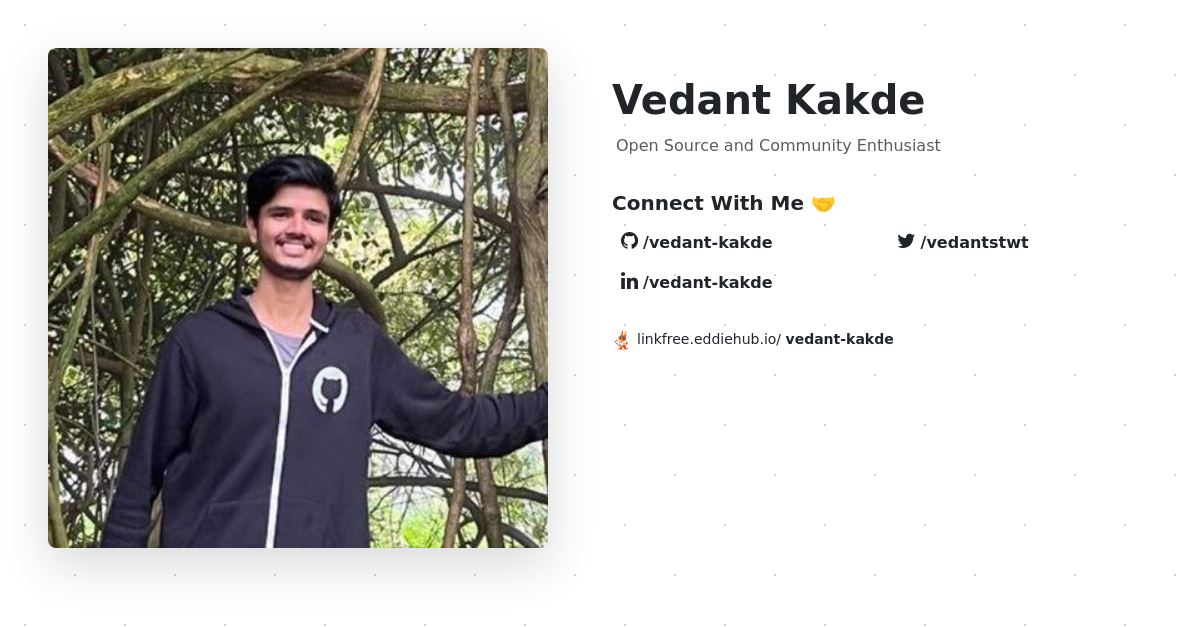 Vedant Kakde
Open Source and Community Enthusiast
Connect With Me 🤝
/vedant-kakde
/vedantstwt
/vedant-kakde
linkfree.eddiehub.io/ vedant-kakde